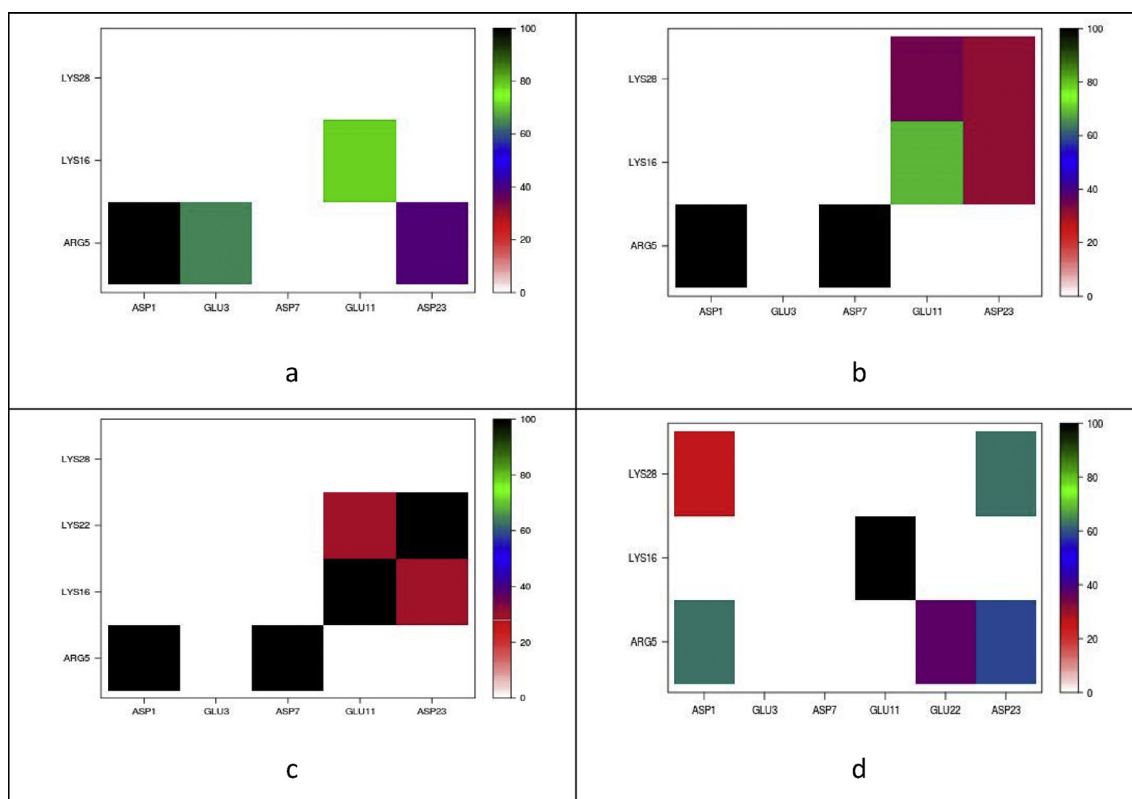 LYS28
LYS16
ARG5
ASP1 GLU3 ASP7 GLU11 ASP23
100
80
60
40
20
0
a
LYS28
LYS16
ARG5
ASP1 GLU3 ASP7 GLU11 ASP23
100
80
60
40
20
0
b
LYS28
LYS22
LYS16
ARG5
ASP1 GLU3 ASP7 GLU11 ASP23
100
80
60
40
20
0
c
LYS28
LYS16
ARG5
ASP1 GLU3 ASP7 GLU11 GLU22 ASP23
100
80
60
40
20
0
d